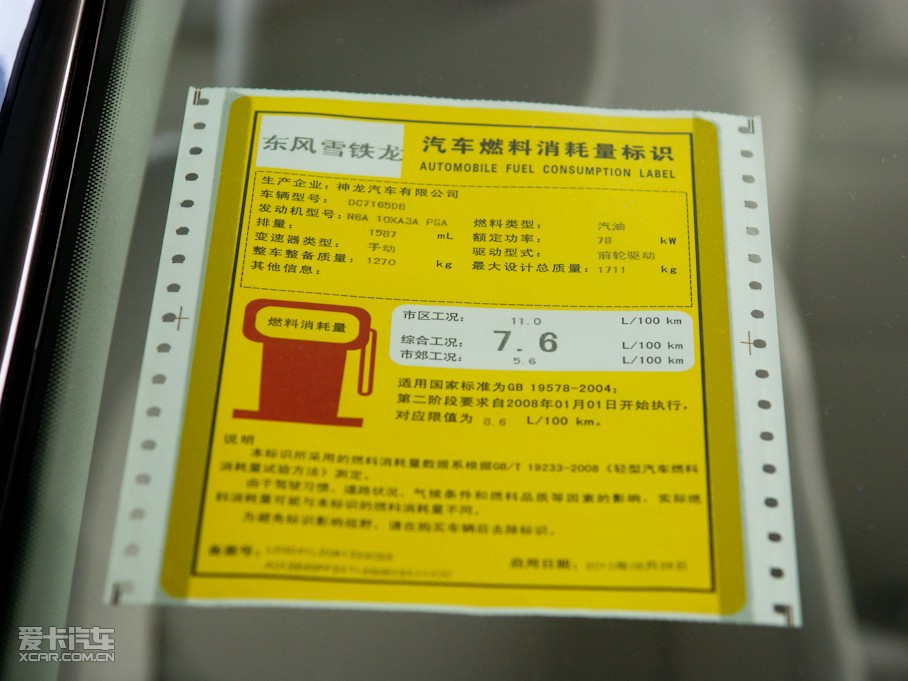 东风雪铁龙
汽车燃料消耗量标识
AUTOMOBILE FUEL CONSUMPTION LABEL
生产企业：神龙汽车有限公司
车辆型号： DC7165DB
发动机型号：N6A 10XA3A PSA 燃料类型： 汽油
排量： 1587 mL 额定功率： 78 kW
变速器类型： 手动 驱动型式： 前轮驱动
整车整备质量： 1270 kg 最大设计总质量：1711 kg
其他信息：
燃料消耗量
市区工况： 11.0 L/100 km
综合工况： 7.6 L/100 km
市郊工况： 5.6 L/100 km
适用国家标准为GB 19578-2004；
第二阶段要求自2008年01月01日开始执行，
对应限值为 8.6 L/100 km。
说明
本标识所采用的燃料消耗量数据系根据GB/T 19233-2008《轻型汽车燃料
消耗量试验方法》测定。
由于驾驶习惯、道路状况、气候条件和燃料品质等因素的影响，实际燃
料消耗量可能与本标识的燃料消耗量不同。
为避免标识影响视野，请在购买车辆后去除标识。
备案号：
启用日期：
爱卡汽车
XCAR.COM.CN